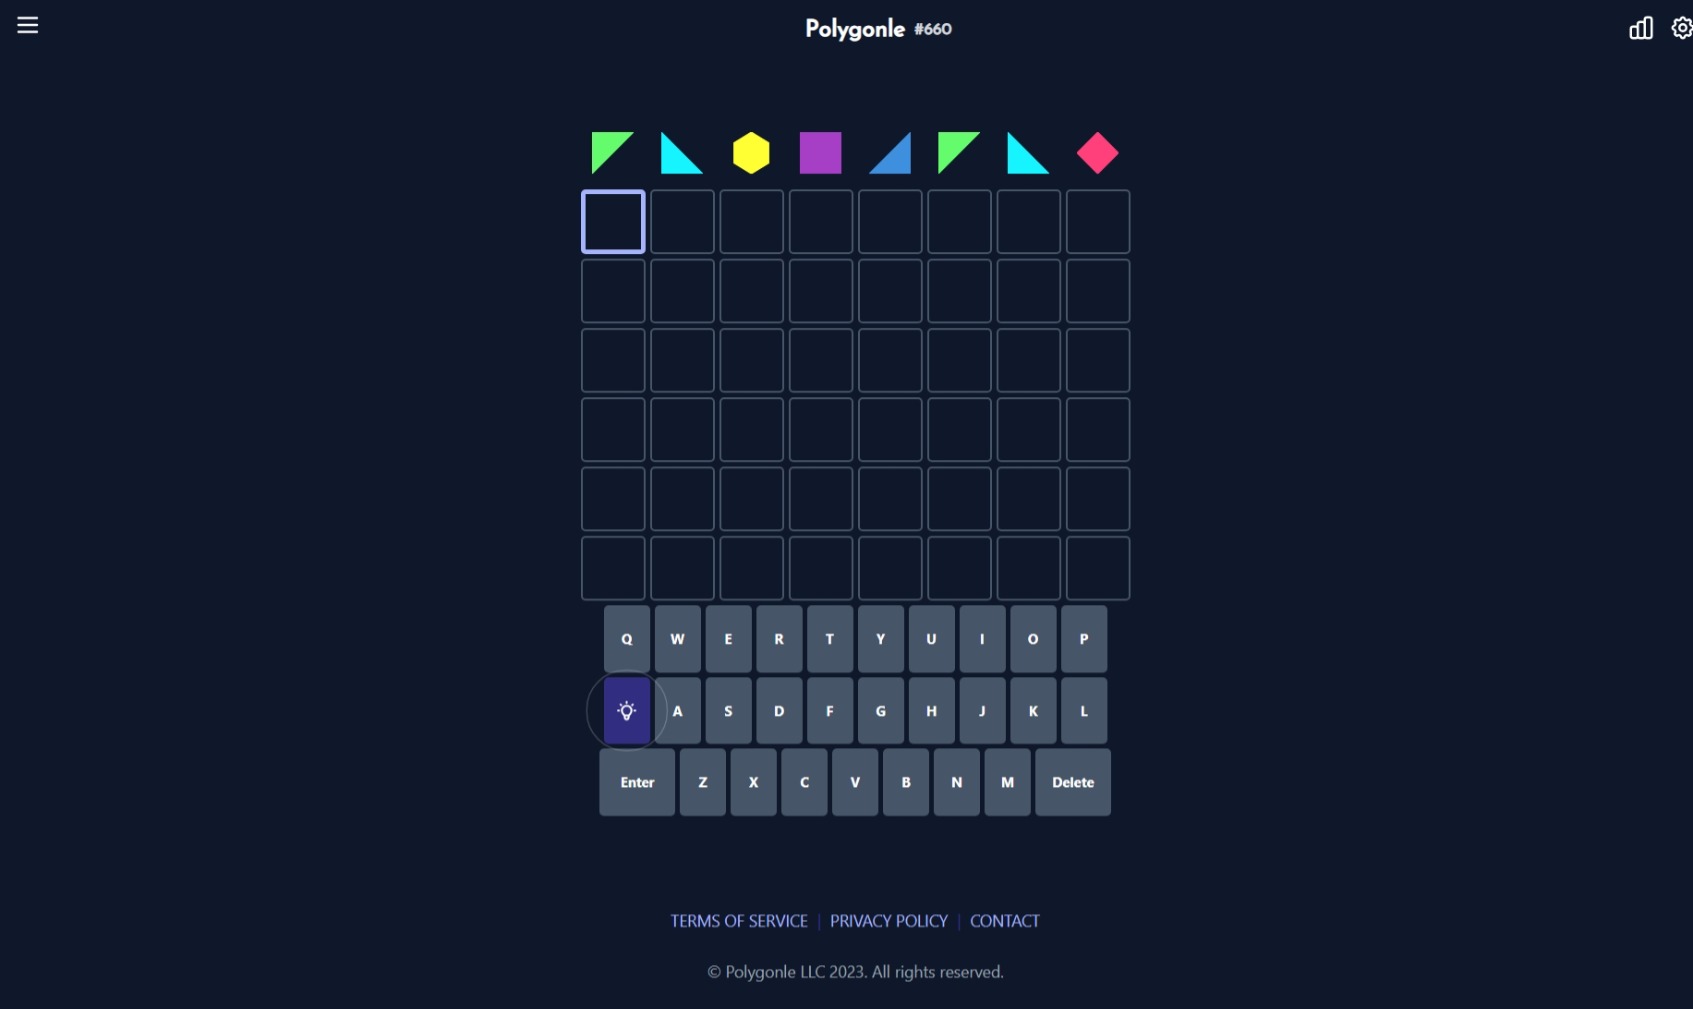 Polygonle #660
Q W E R T Y U I O P
A S D F G H J K L
Enter Z X C V B N M Delete
TERMS OF SERVICE | PRIVACY POLICY | CONTACT
© Polygonle LLC 2023. All rights reserved.